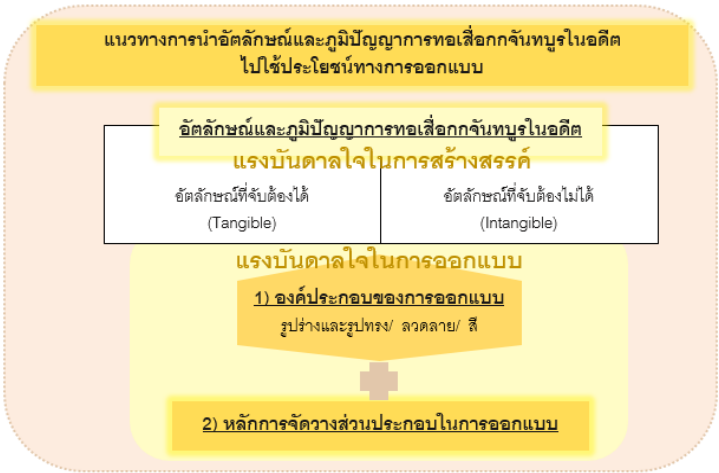 แนวทางการนำอัตลักษณ์และภูมิปัญญาการทอเสื่อกกจันทบูรในอดีต
ไปใช้ประโยชน์ทางการออกแบบ
อัตลักษณ์และภูมิปัญญาการทอเสื่อกกจันทบูรในอดีต
แรงบันดาลใจในการสร้างสรรค์
อัตลักษณ์ที่จับต้องได้
(Tangible)
อัตลักษณ์ที่จับต้องไม่ได้
(Intangible)
แรงบันดาลใจในการออกแบบ
1) องค์ประกอบของการออกแบบ
รูปร่างและรูปทรง/ ลวดลาย/ สี
2) หลักการจัดวางส่วนประกอบในการออกแบบ